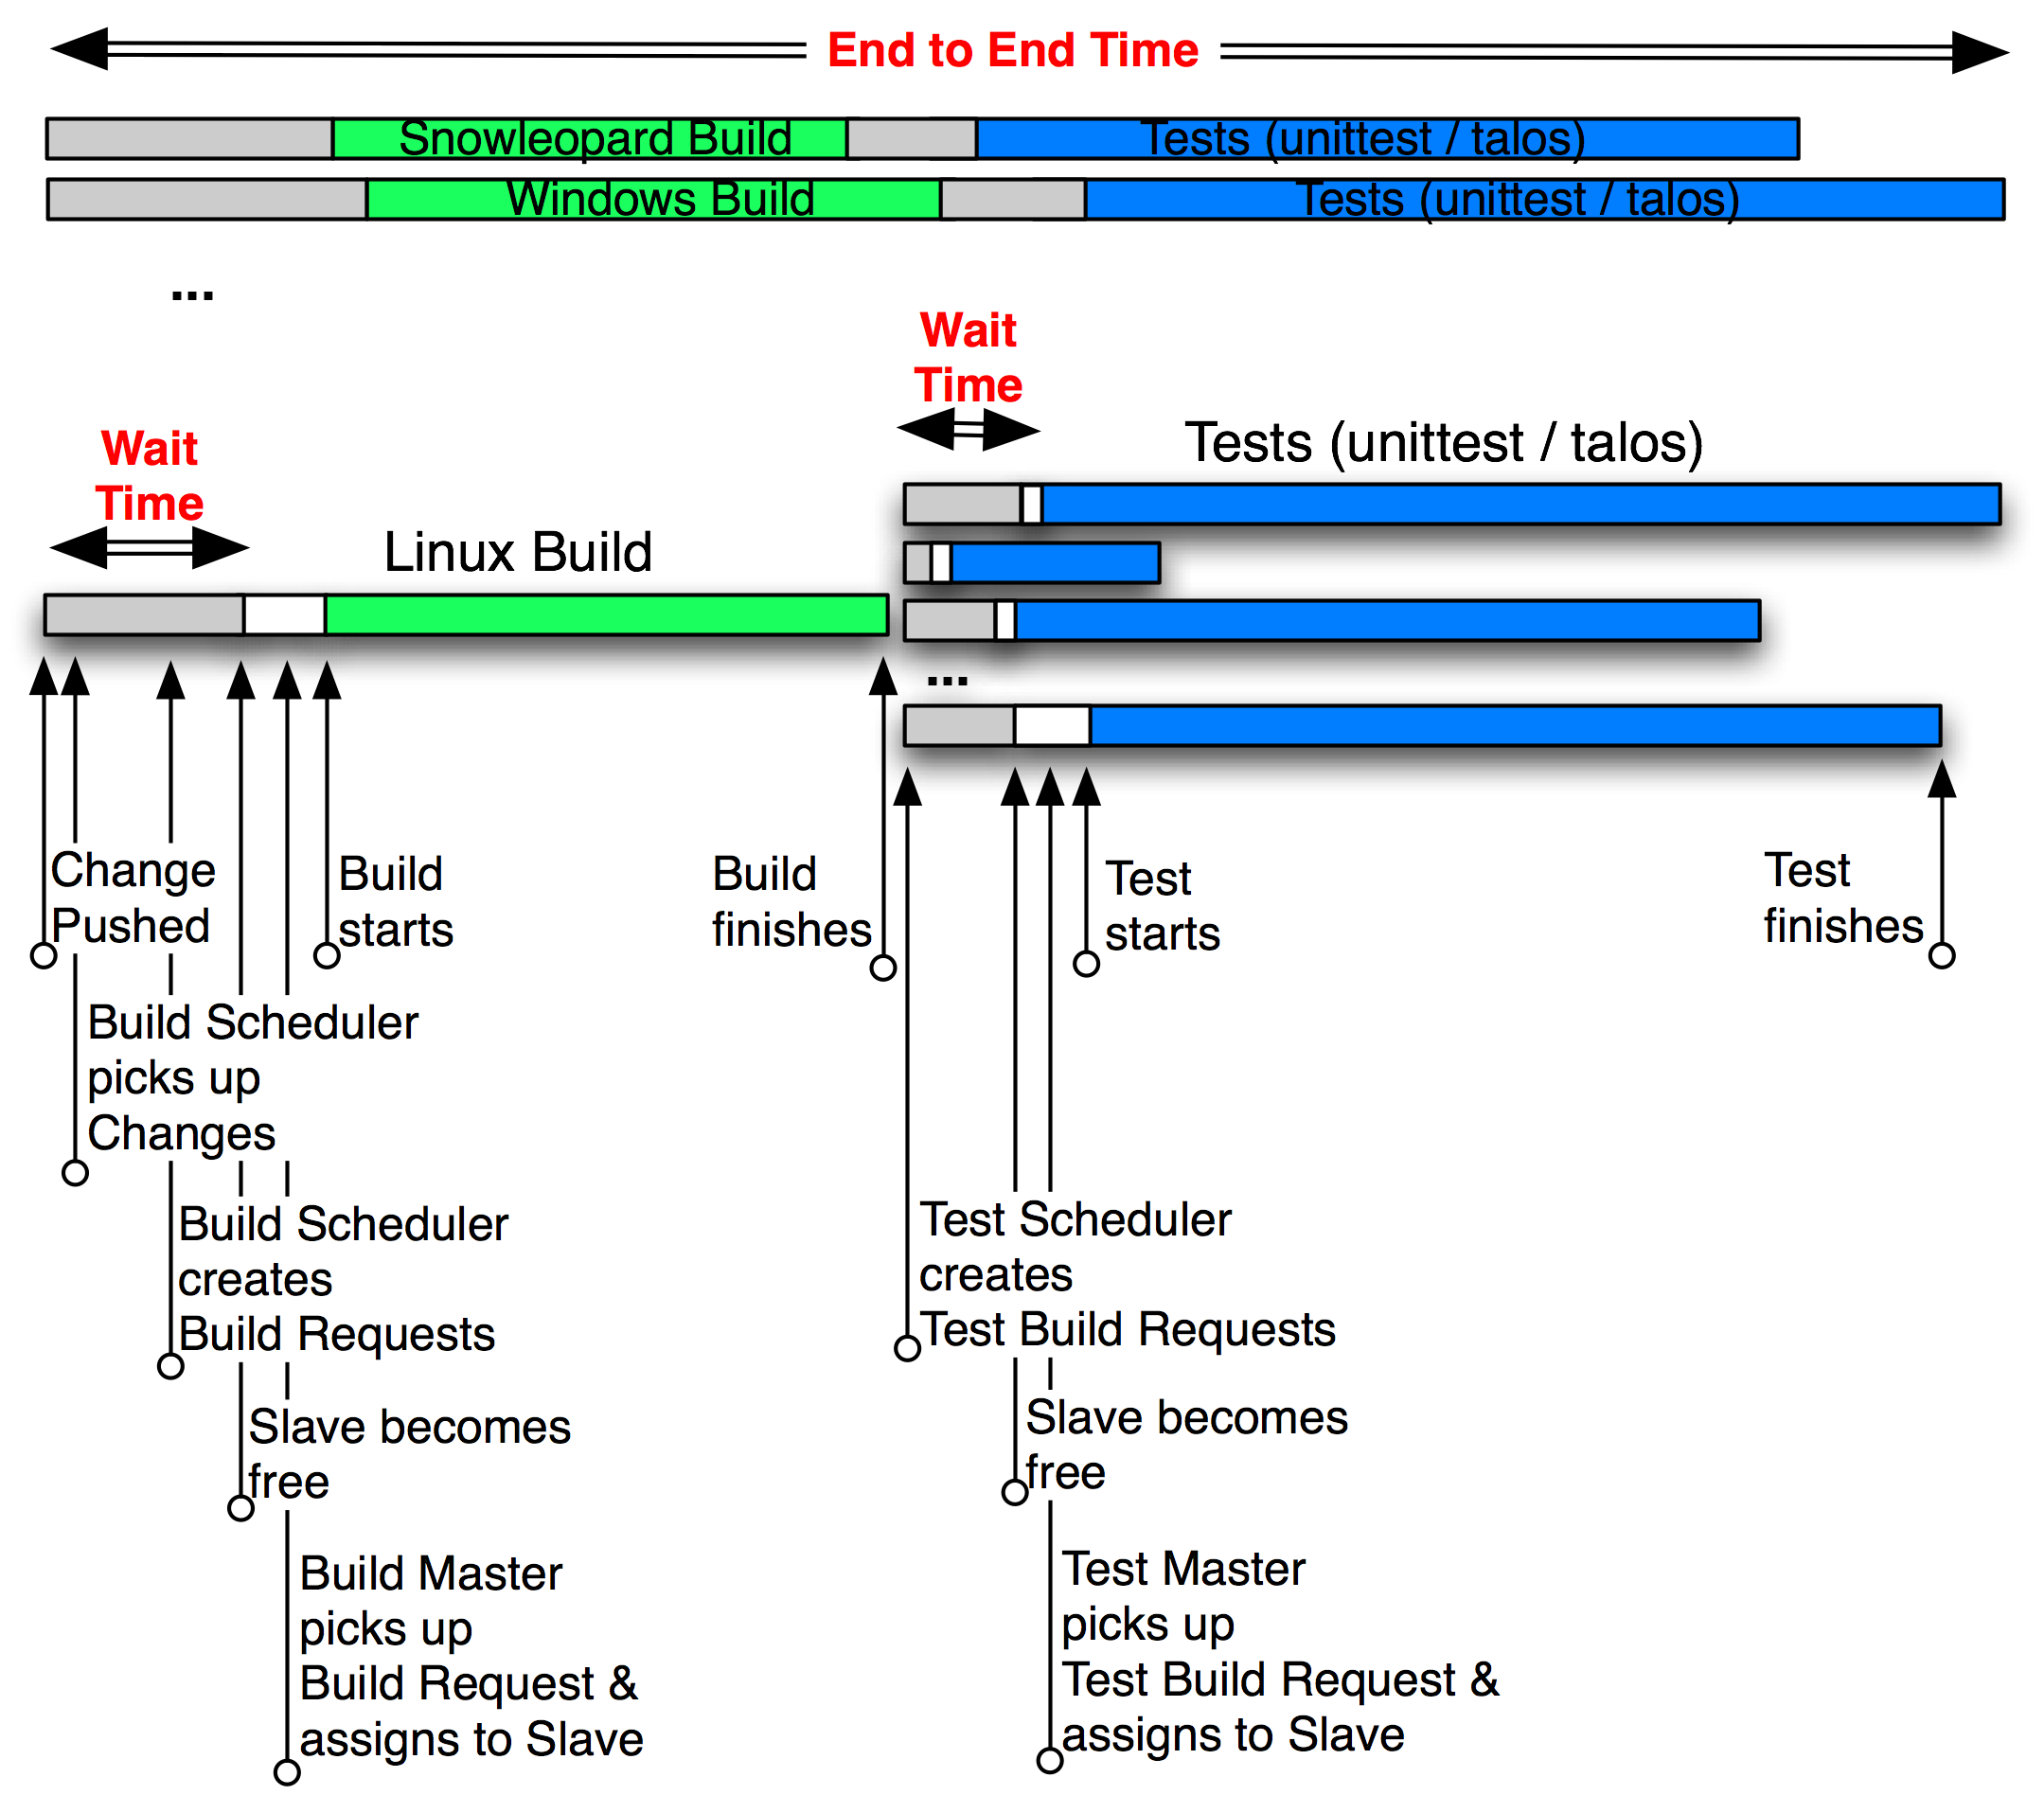 End to End Time
Snowleopard Build
Tests (unittest / talos)
Windows Build
Tests (unittest / talos)
...
Wait
Time
Tests (unittest / talos)
Wait
Time
Linux Build
...
Change
Pushed
Build
starts
Build
finishes
Test
starts
Test
finishes
Build Scheduler
picks up
Changes
Build Scheduler
creates
Build Requests
Test Scheduler
creates
Test Build Requests
Slave becomes
free
Slave becomes
free
Build Master
picks up
Build Request &
assigns to Slave
Test Master
picks up
Test Build Request &
assigns to Slave